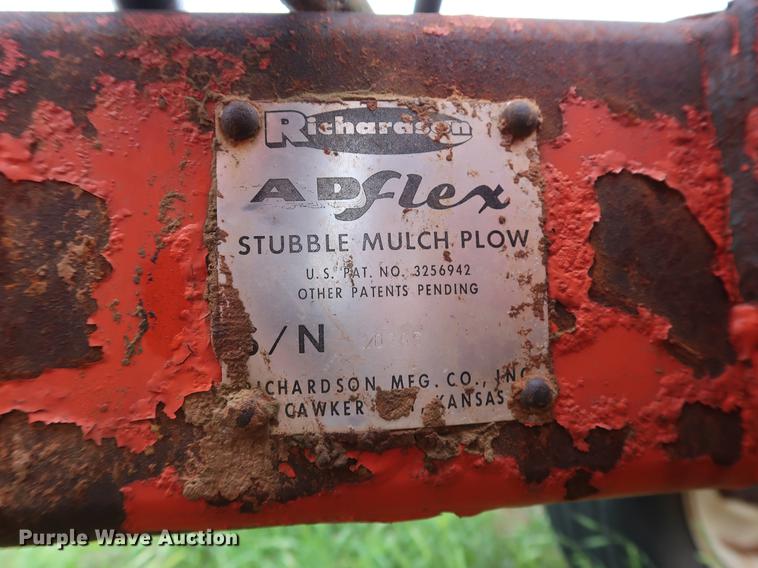 Richardson
ADflex
STUBBLE MULCH PLOW
U.S. PAT. NO. 3256942
OTHER PATENTS PENDING
S/N
RICHARDSON MFG. CO., INC
CAWKER KANSAS
Purple Wave Auction